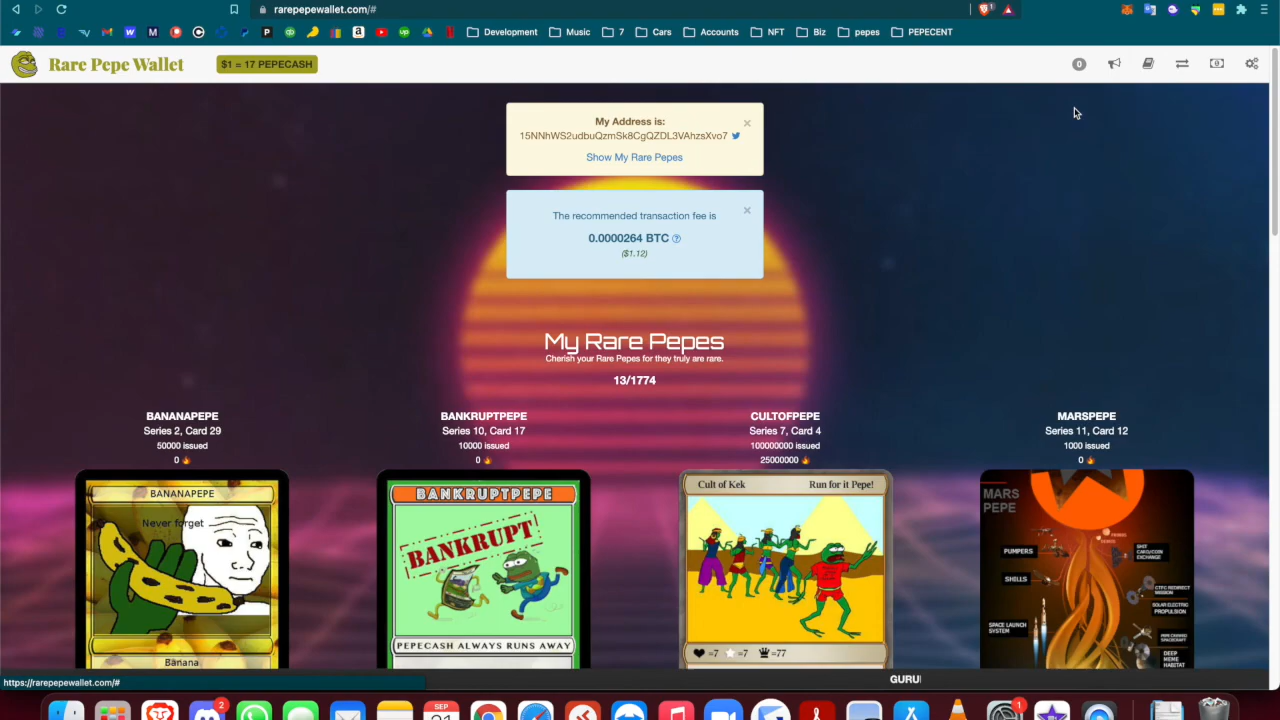 rarepepewallet.com/#
1
Development
Music
7
Cars
Accounts
NFT
Biz
pepes
PEPECENT
Rare Pepe Wallet
$1 = 17 PEPECASH
0
My Address is:
15NNhWS2udbuQzmSk8CgQZDL3VAhzsXvo7
Show My Rare Pepes
The recommended transaction fee is
0.0000264 BTC
($1.12)
My Rare Pepes
Cherish your Rare Pepes for they truly are rare.
13/1774
BANANAPEPE
Series 2, Card 29
50000 issued
0
BANKRUPTPEPE
Series 10, Card 17
10000 issued
0
CULTOFPEPE
Series 7, Card 4
100000000 issued
25000000
MARSPEPE
Series 11, Card 12
1000 issued
0
BANANAPEPE
Never forget
Banana
BANKRUPTPEPE
BANKRUPT
PEPECASH ALWAYS RUNS AWAY
Cult of Kek
Run for it Pepe!
=7 =7 =77
MARS
PEPE
PUMPERS
SHILLS
SPACE LAUNCH
SYSTEM
SOLAR ELECTRIC
PROPULSION
DEEP
MEME
HABITAT
https://rarepepewallet.com/#
GURU
2
SEP
1